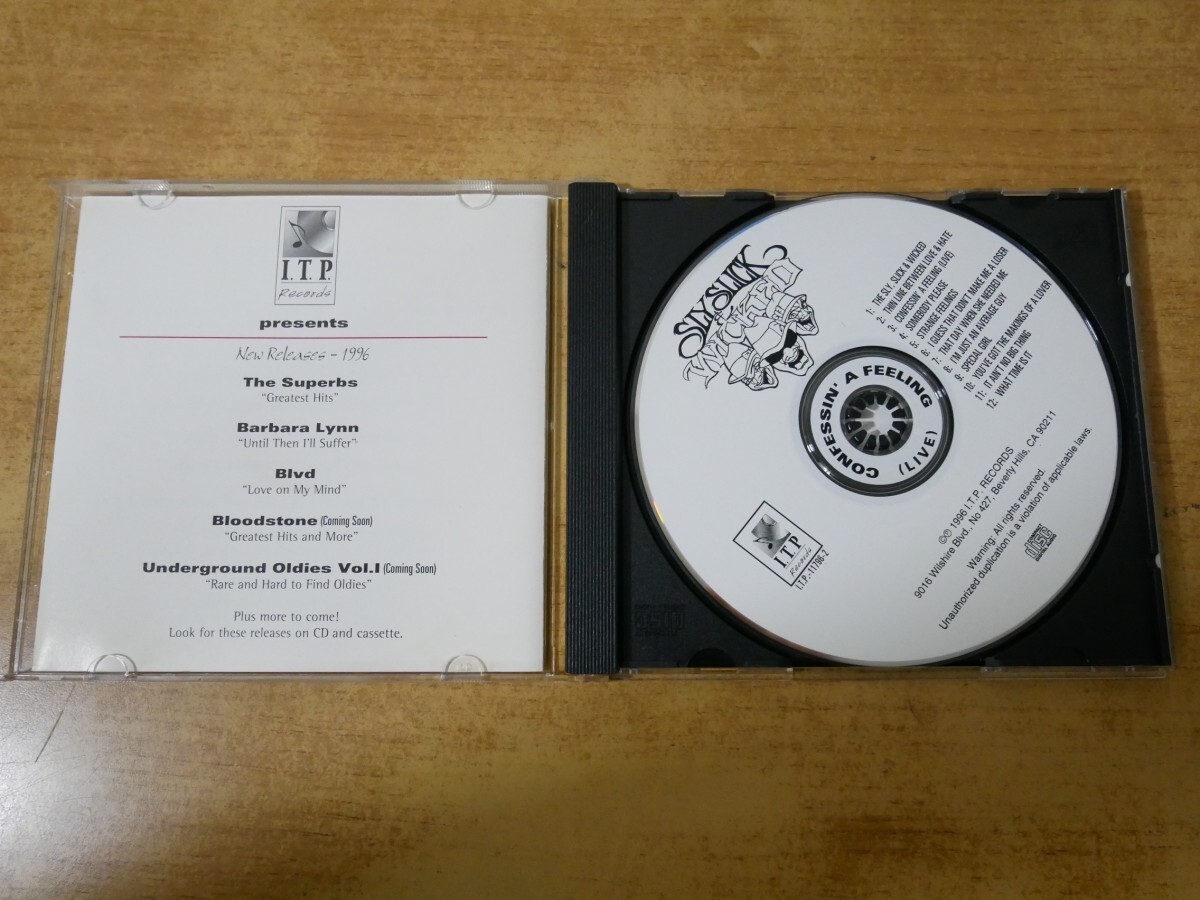 I.T.P.
Records
presents
New Releases – 1996
The Superbs
"Greatest Hits"
Barbara Lynn
"Until Then I'll Suffer"
Blvd
"Love on My Mind"
Bloodstone (Coming Soon)
"Greatest Hits and More"
Underground Oldies Vol.I (Coming Soon)
"Rare and Hard to Find Oldies"
Plus more to come!
Look for these releases on CD and cassette.
SLY SLICK
WICKED
1: THE SLY, SLICK & WICKED
2: THIN LINE BETWEEN LOVE & HATE
3: CONFESSIN' A FEELING (LIVE)
4: SOMEBODY PLEASE
5: STRANGE FEELINGS
6: I GUESS THAT DON'T MAKE ME A LOSER
7: THAT DAY WHEN SHE NEEDED ME
8: I'M JUST AN AVERAGE GUY
9: SPECIAL GIRL
10: YOU'VE GOT THE MAKINGS OF A LOVER
11: IT AIN'T NO BIG THING
12: WHAT TIME IS IT
CONFESSIN' A FEELING
(LIVE)
I.T.P.
Records
I.T.P.-11796-2
©℗ 1996 I.T.P. RECORDS
9016 Wilshire Blvd., No 427, Beverly Hills, CA 90211
Warning: All rights reserved.
Unauthorized duplication is a violation of applicable laws.
COMPACT
disc
DIGITAL AUDIO